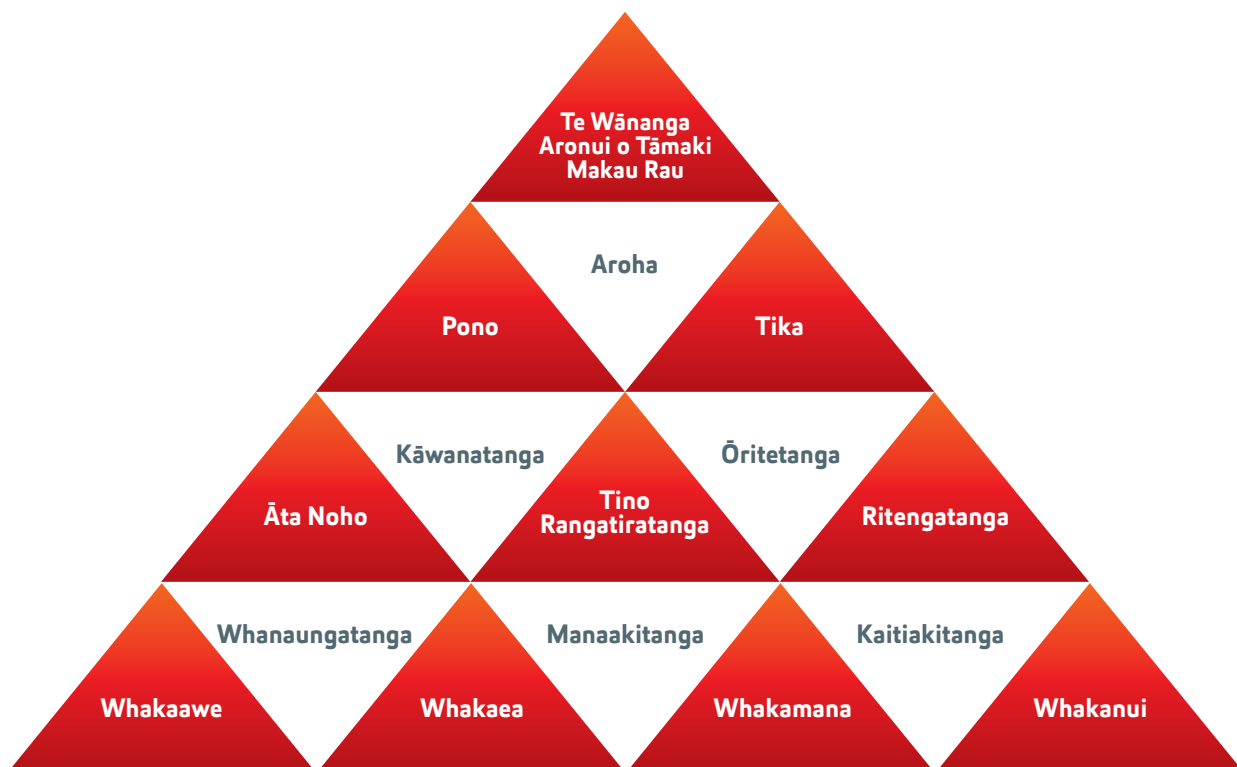 Te Wānanga
Aronui o Tāmaki
Makau Rau
Aroha
Pono
Tika
Kāwanatanga
Ōritetanga
Āta Noho
Tino
Rangatiratanga
Ritengatanga
Whanaungatanga
Manaakitanga
Kaitiakitanga
Whakaawe
Whakaea
Whakamana
Whakanui